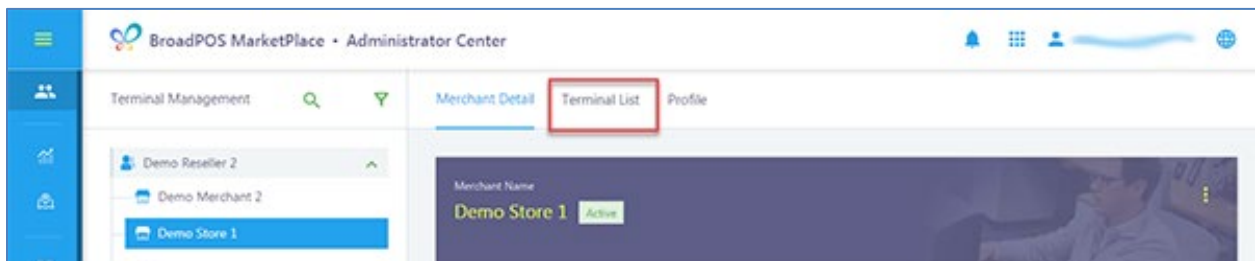 BroadPOS MarketPlace • Administrator Center
Terminal Management
Merchant Detail Terminal List Profile
Demo Reseller 2
Demo Merchant 2
Demo Store 1
Merchant Name
Demo Store 1 Active